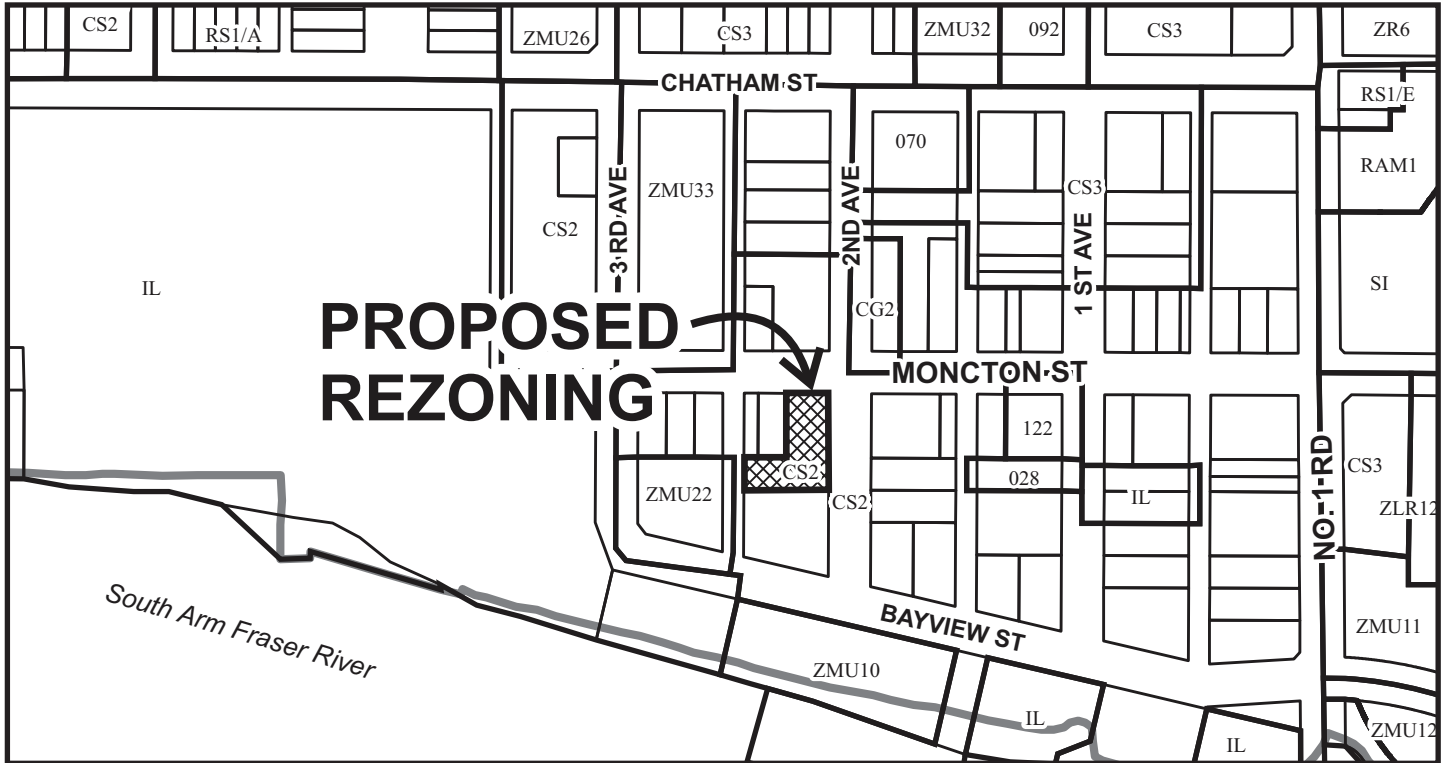 CS2
RS1/A
ZMU26
CS3
ZMU32
092
CS3
ZR6
CHATHAM ST
RS1/E
070
RAM1
ZMU33
CS3
3 RD AVE
2ND AVE
1 ST AVE
CS2
IL
SI
CG2
PROPOSED
REZONING
MONCTON ST
122
NO. 1 RD
CS3
CS2
028
IL
ZMU22
CS2
ZLR12
South Arm Fraser River
BAYVIEW ST
ZMU11
ZMU10
IL
IL
ZMU12